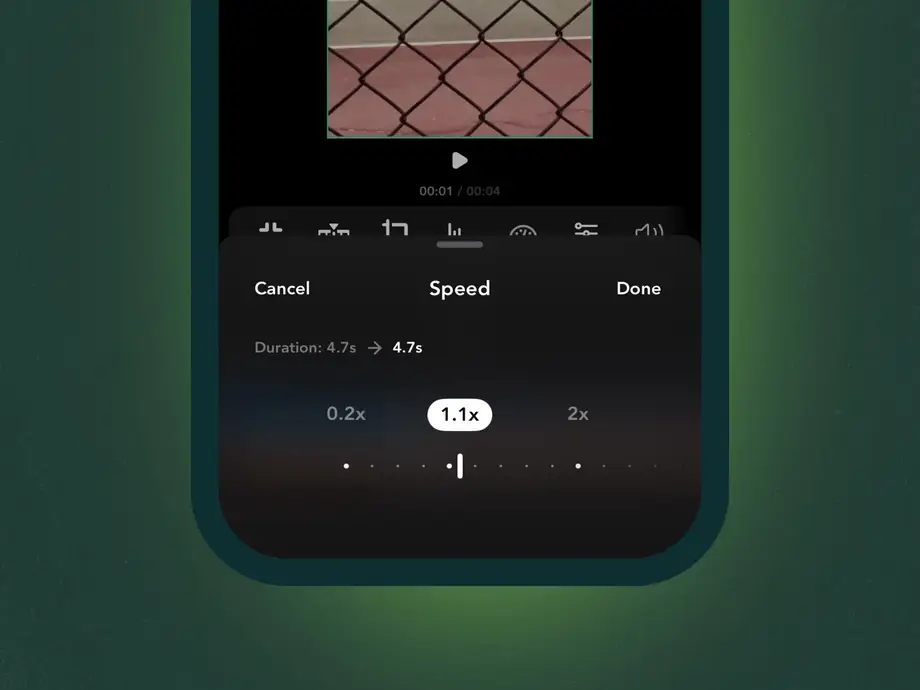 00:01 / 00:04
Cancel Speed Done
Duration: 4.7s → 4.7s
0.2x 1.1x 2x